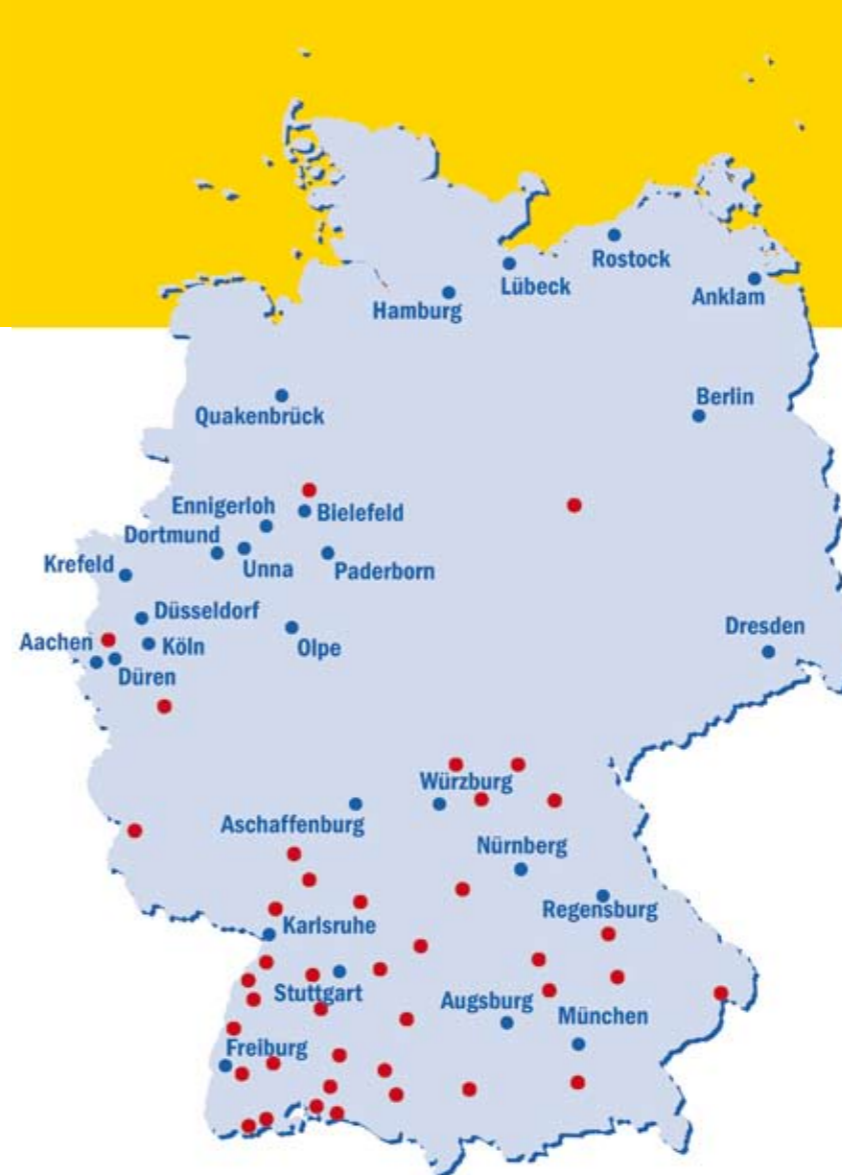 Rostock
Lübeck
Anklam
Hamburg
Berlin
Quakenbrück
Ennigerloh
Bielefeld
Dortmund
Krefeld
Unna
Paderborn
Düsseldorf
Dresden
Aachen
Köln
Olpe
Düren
Würzburg
Aschaffenburg
Nürnberg
Regensburg
Karlsruhe
Stuttgart
Augsburg
München
Freiburg